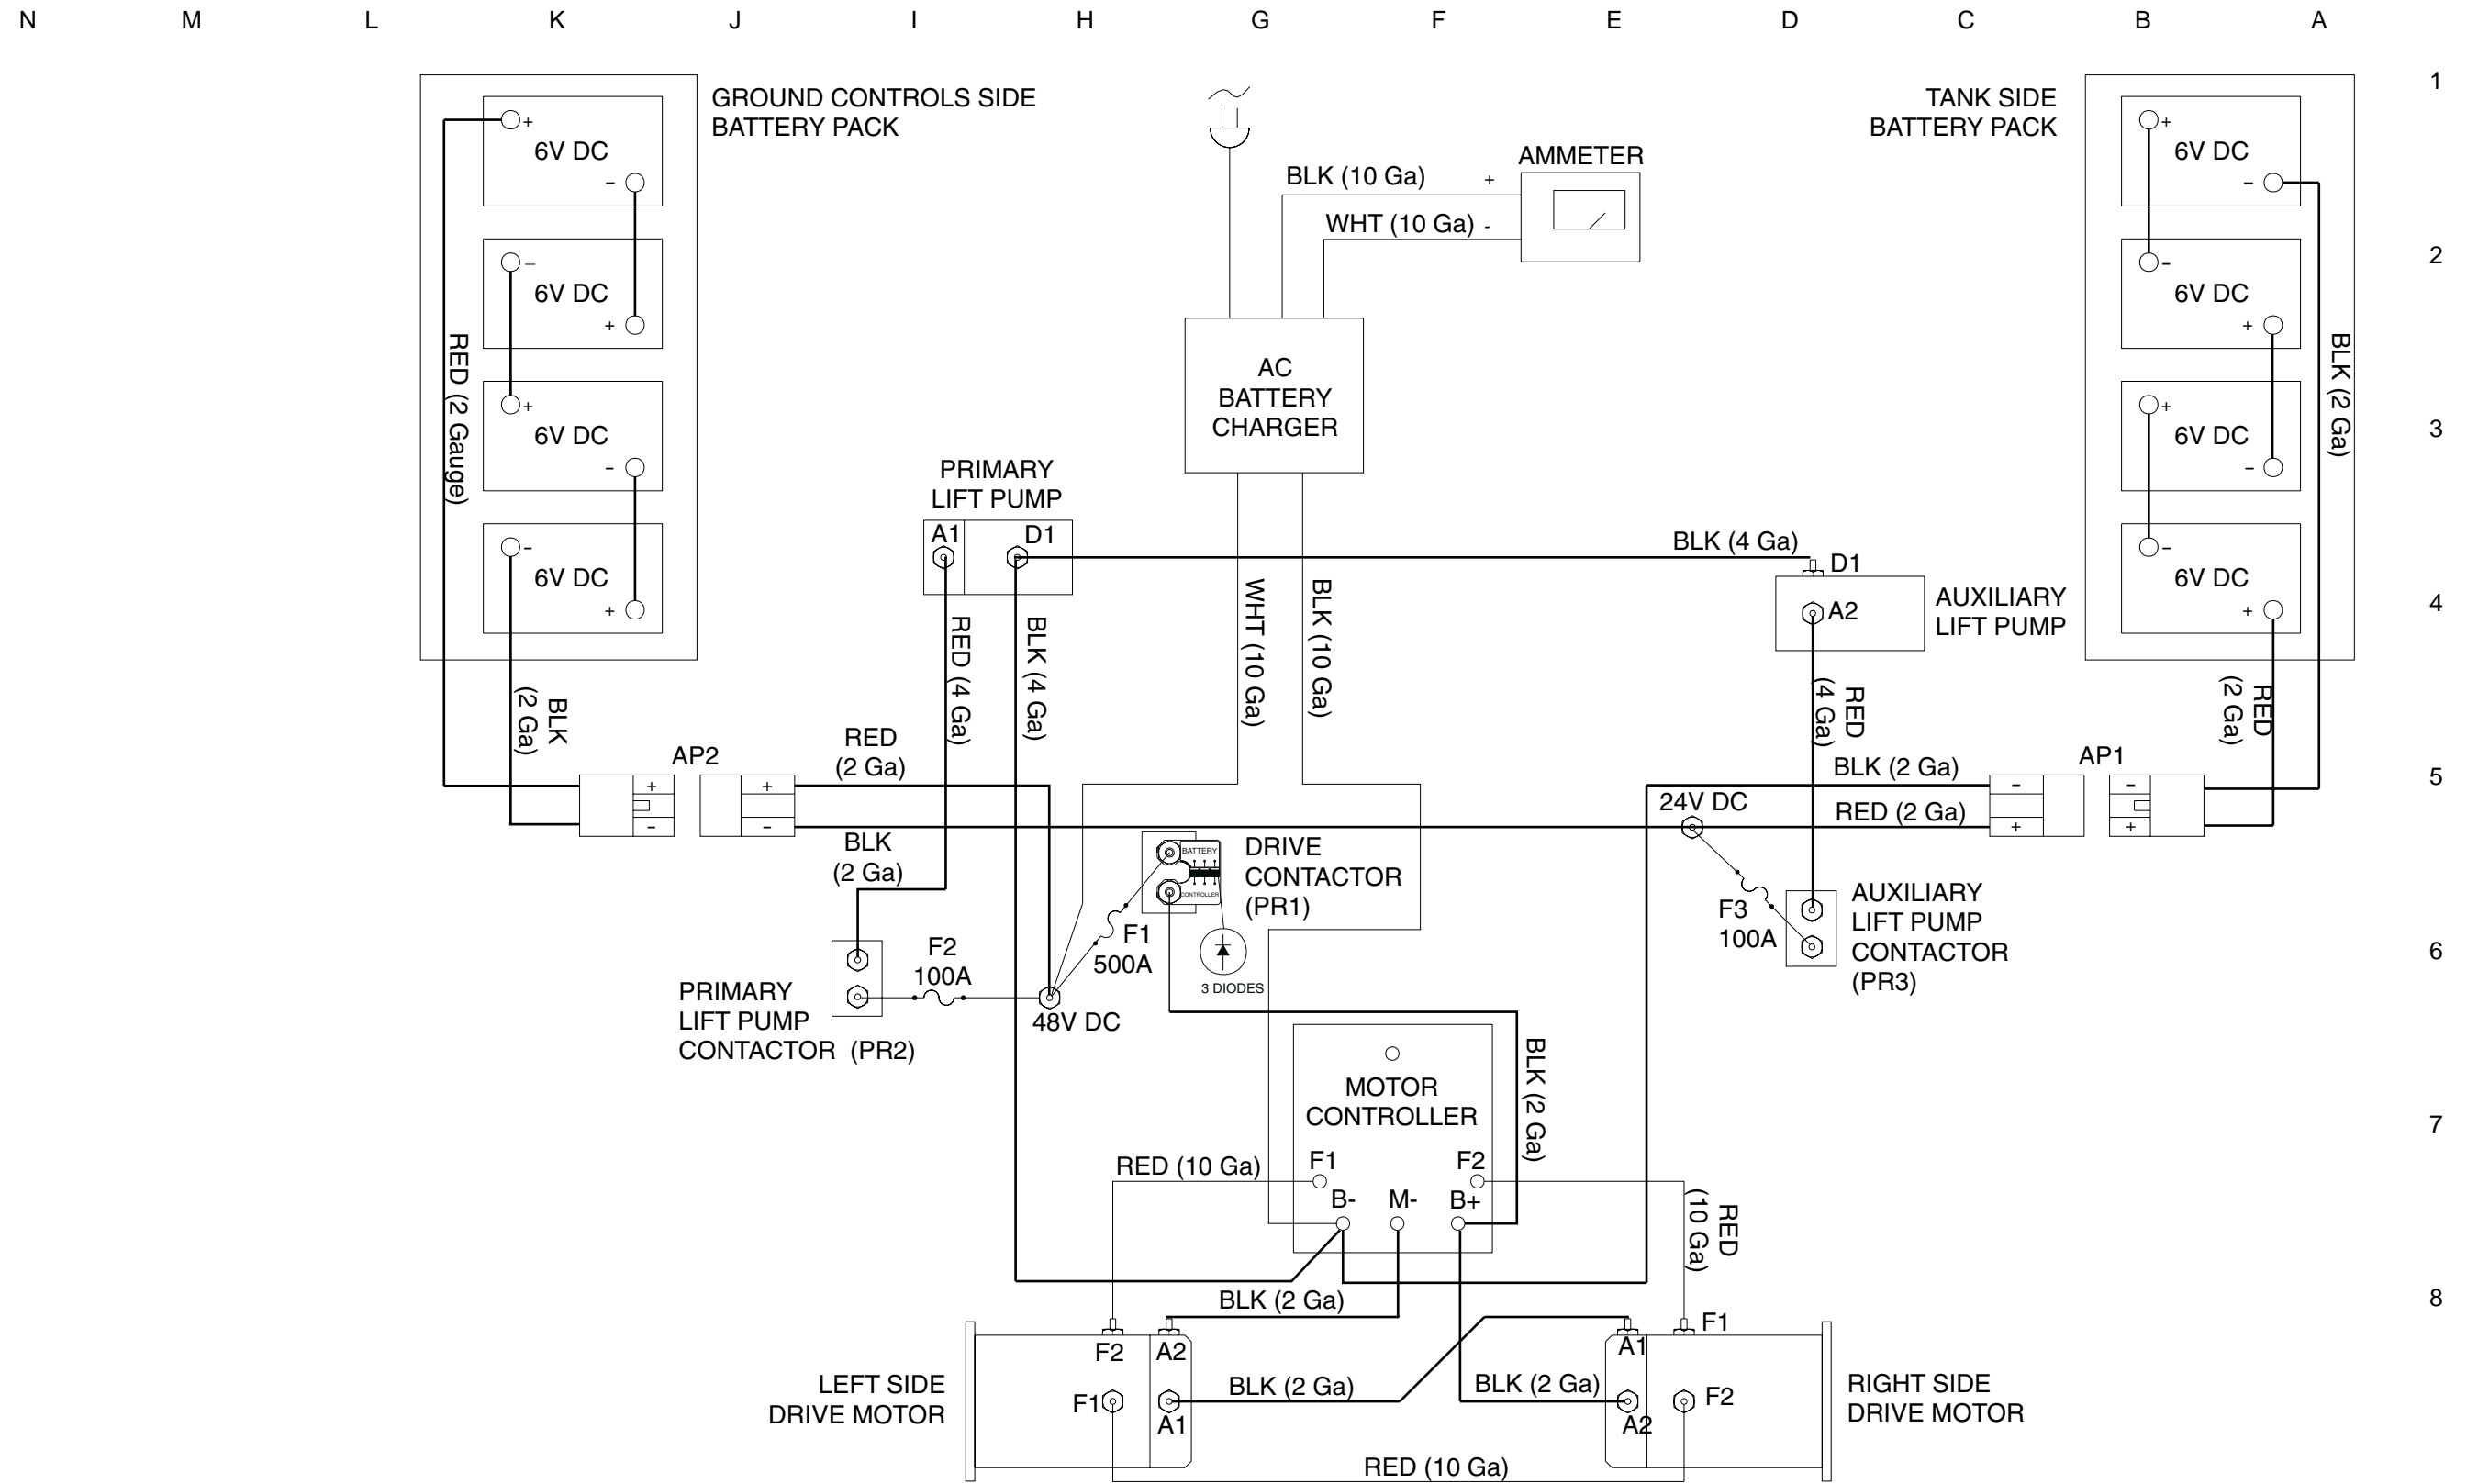 N M L K J I H G F E D C B A
1
2
3
4
5
6
7
8
GROUND CONTROLS SIDE
BATTERY PACK
+
6V DC
–
–
6V DC
+
+
6V DC
–
-
6V DC
+
RED (2 Gauge)
BLK
(2 Ga)
AMMETER
BLK (10 Ga) +
WHT (10 Ga) -
AC
BATTERY
CHARGER
WHT (10 Ga)
BLK (10 Ga)
TANK SIDE
BATTERY PACK
+
6V DC
–
-
6V DC
+
+
6V DC
–
-
6V DC
+
BLK (2 Ga)
RED
(2 Ga)
PRIMARY
LIFT PUMP
A1
D1
RED (4 Ga)
BLK (4 Ga)
BLK (4 Ga)
D1
A2
AUXILIARY
LIFT PUMP
RED
(4 Ga)
AP2
+
–
+
–
RED
(2 Ga)
BLK
(2 Ga)
AP1
–
+
–
+
BLK (2 Ga)
RED (2 Ga)
24V DC
BATTERY
CONTROLLER
DRIVE
CONTACTOR
(PR1)
F1
500A
3 DIODES
F2
100A
48V DC
PRIMARY
LIFT PUMP
CONTACTOR (PR2)
F3
100A
AUXILIARY
LIFT PUMP
CONTACTOR
(PR3)
MOTOR
CONTROLLER
F1
F2
B-
M-
B+
BLK (2 Ga)
RED (10 Ga)
RED
(10 Ga)
BLK (2 Ga)
F2
A2
F1
A1
LEFT SIDE
DRIVE MOTOR
BLK (2 Ga)
BLK (2 Ga)
A1
F1
A2
F2
RIGHT SIDE
DRIVE MOTOR
RED (10 Ga)